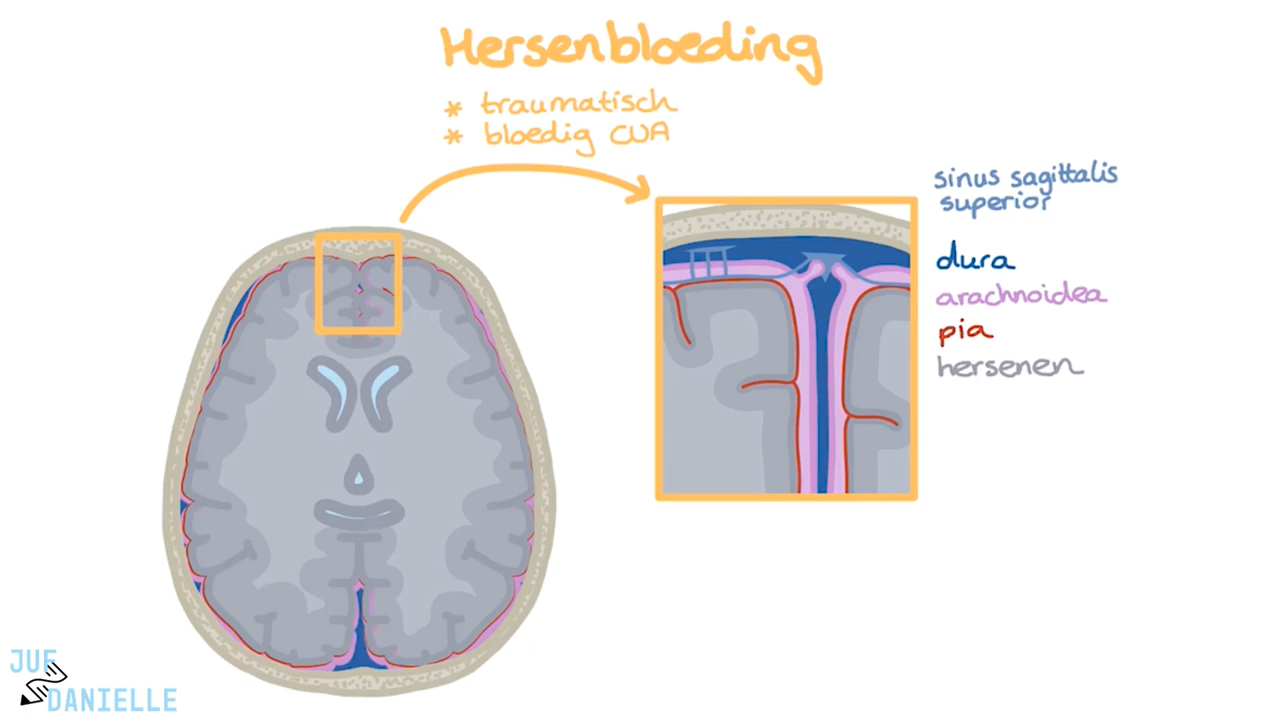 Hersenbloeding
* traumatisch
* bloedig CVA
sinus sagittalis
superior
dura
arachnoidea
pia
hersenen
JUF
DANIELLE